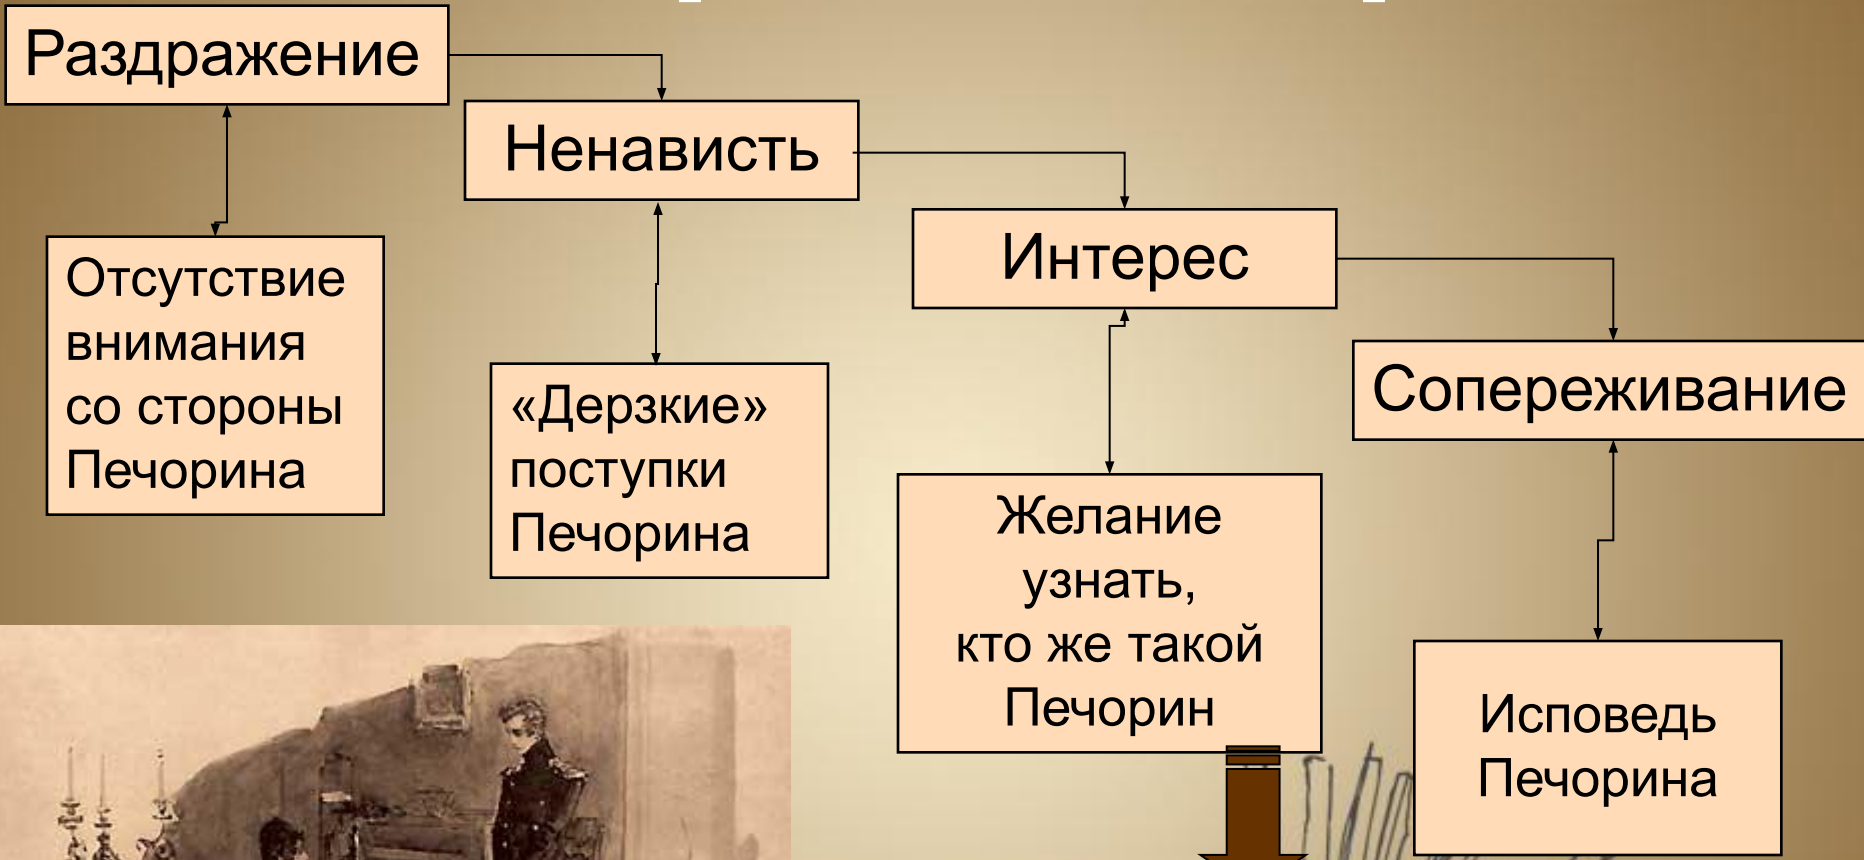 Раздражение
Ненависть
Интерес
Сопереживание
Отсутствие
внимания
со стороны
Печорина
«Дерзкие»
поступки
Печорина
Желание
узнать,
кто же такой
Печорин
Исповедь
Печорина